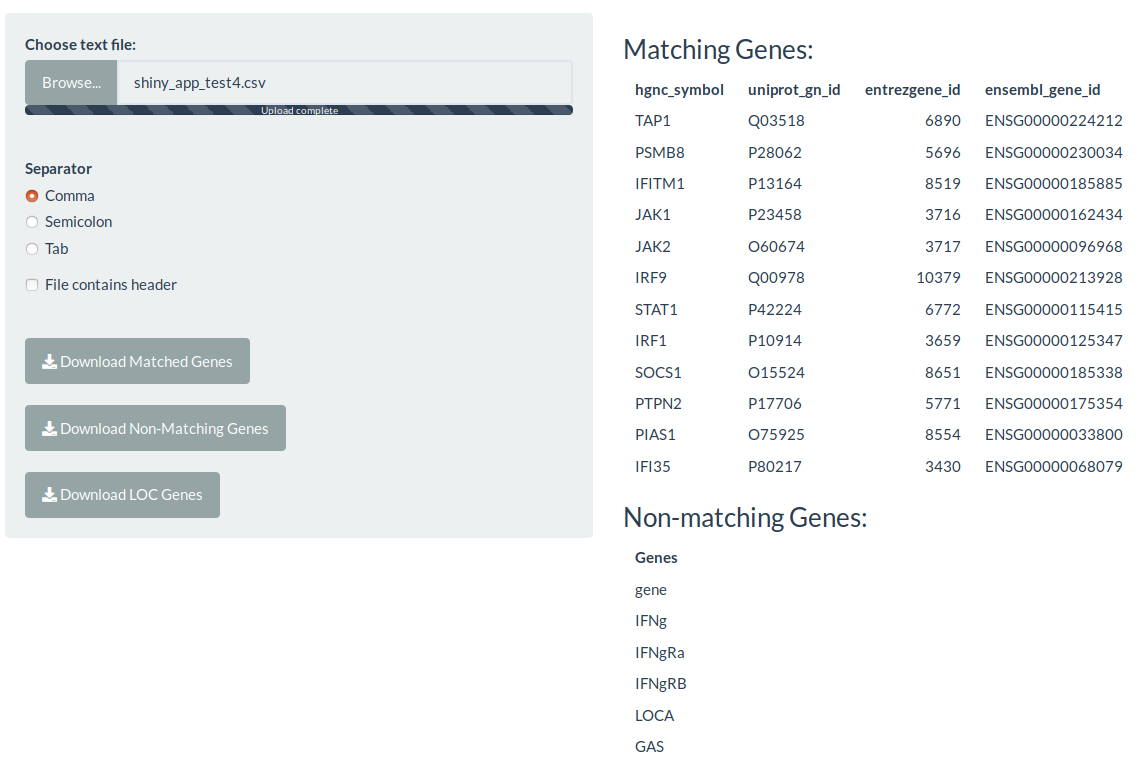 Choose text file:
Browse...
shiny_app_test4.csv
Upload complete
Separator
Comma
Semicolon
Tab
File contains header
Download Matched Genes
Download Non-Matching Genes
Download LOC Genes
Matching Genes:
hgnc_symbol uniprot_gn_id entrezgene_id ensembl_gene_id
TAP1 Q03518 6890 ENSG00000224212
PSMB8 P28062 5696 ENSG00000230034
IFITM1 P13164 8519 ENSG00000185885
JAK1 P23458 3716 ENSG00000162434
JAK2 O60674 3717 ENSG00000096968
IRF9 Q00978 10379 ENSG00000213928
STAT1 P42224 6772 ENSG00000115415
IRF1 P10914 3659 ENSG00000125347
SOCS1 O15524 8651 ENSG00000185338
PTPN2 P17706 5771 ENSG00000175354
PIAS1 O75925 8554 ENSG00000033800
IFI35 P80217 3430 ENSG00000068079
Non-matching Genes:
Genes
gene
IFNg
IFNgRa
IFNgRB
LOCA
GAS